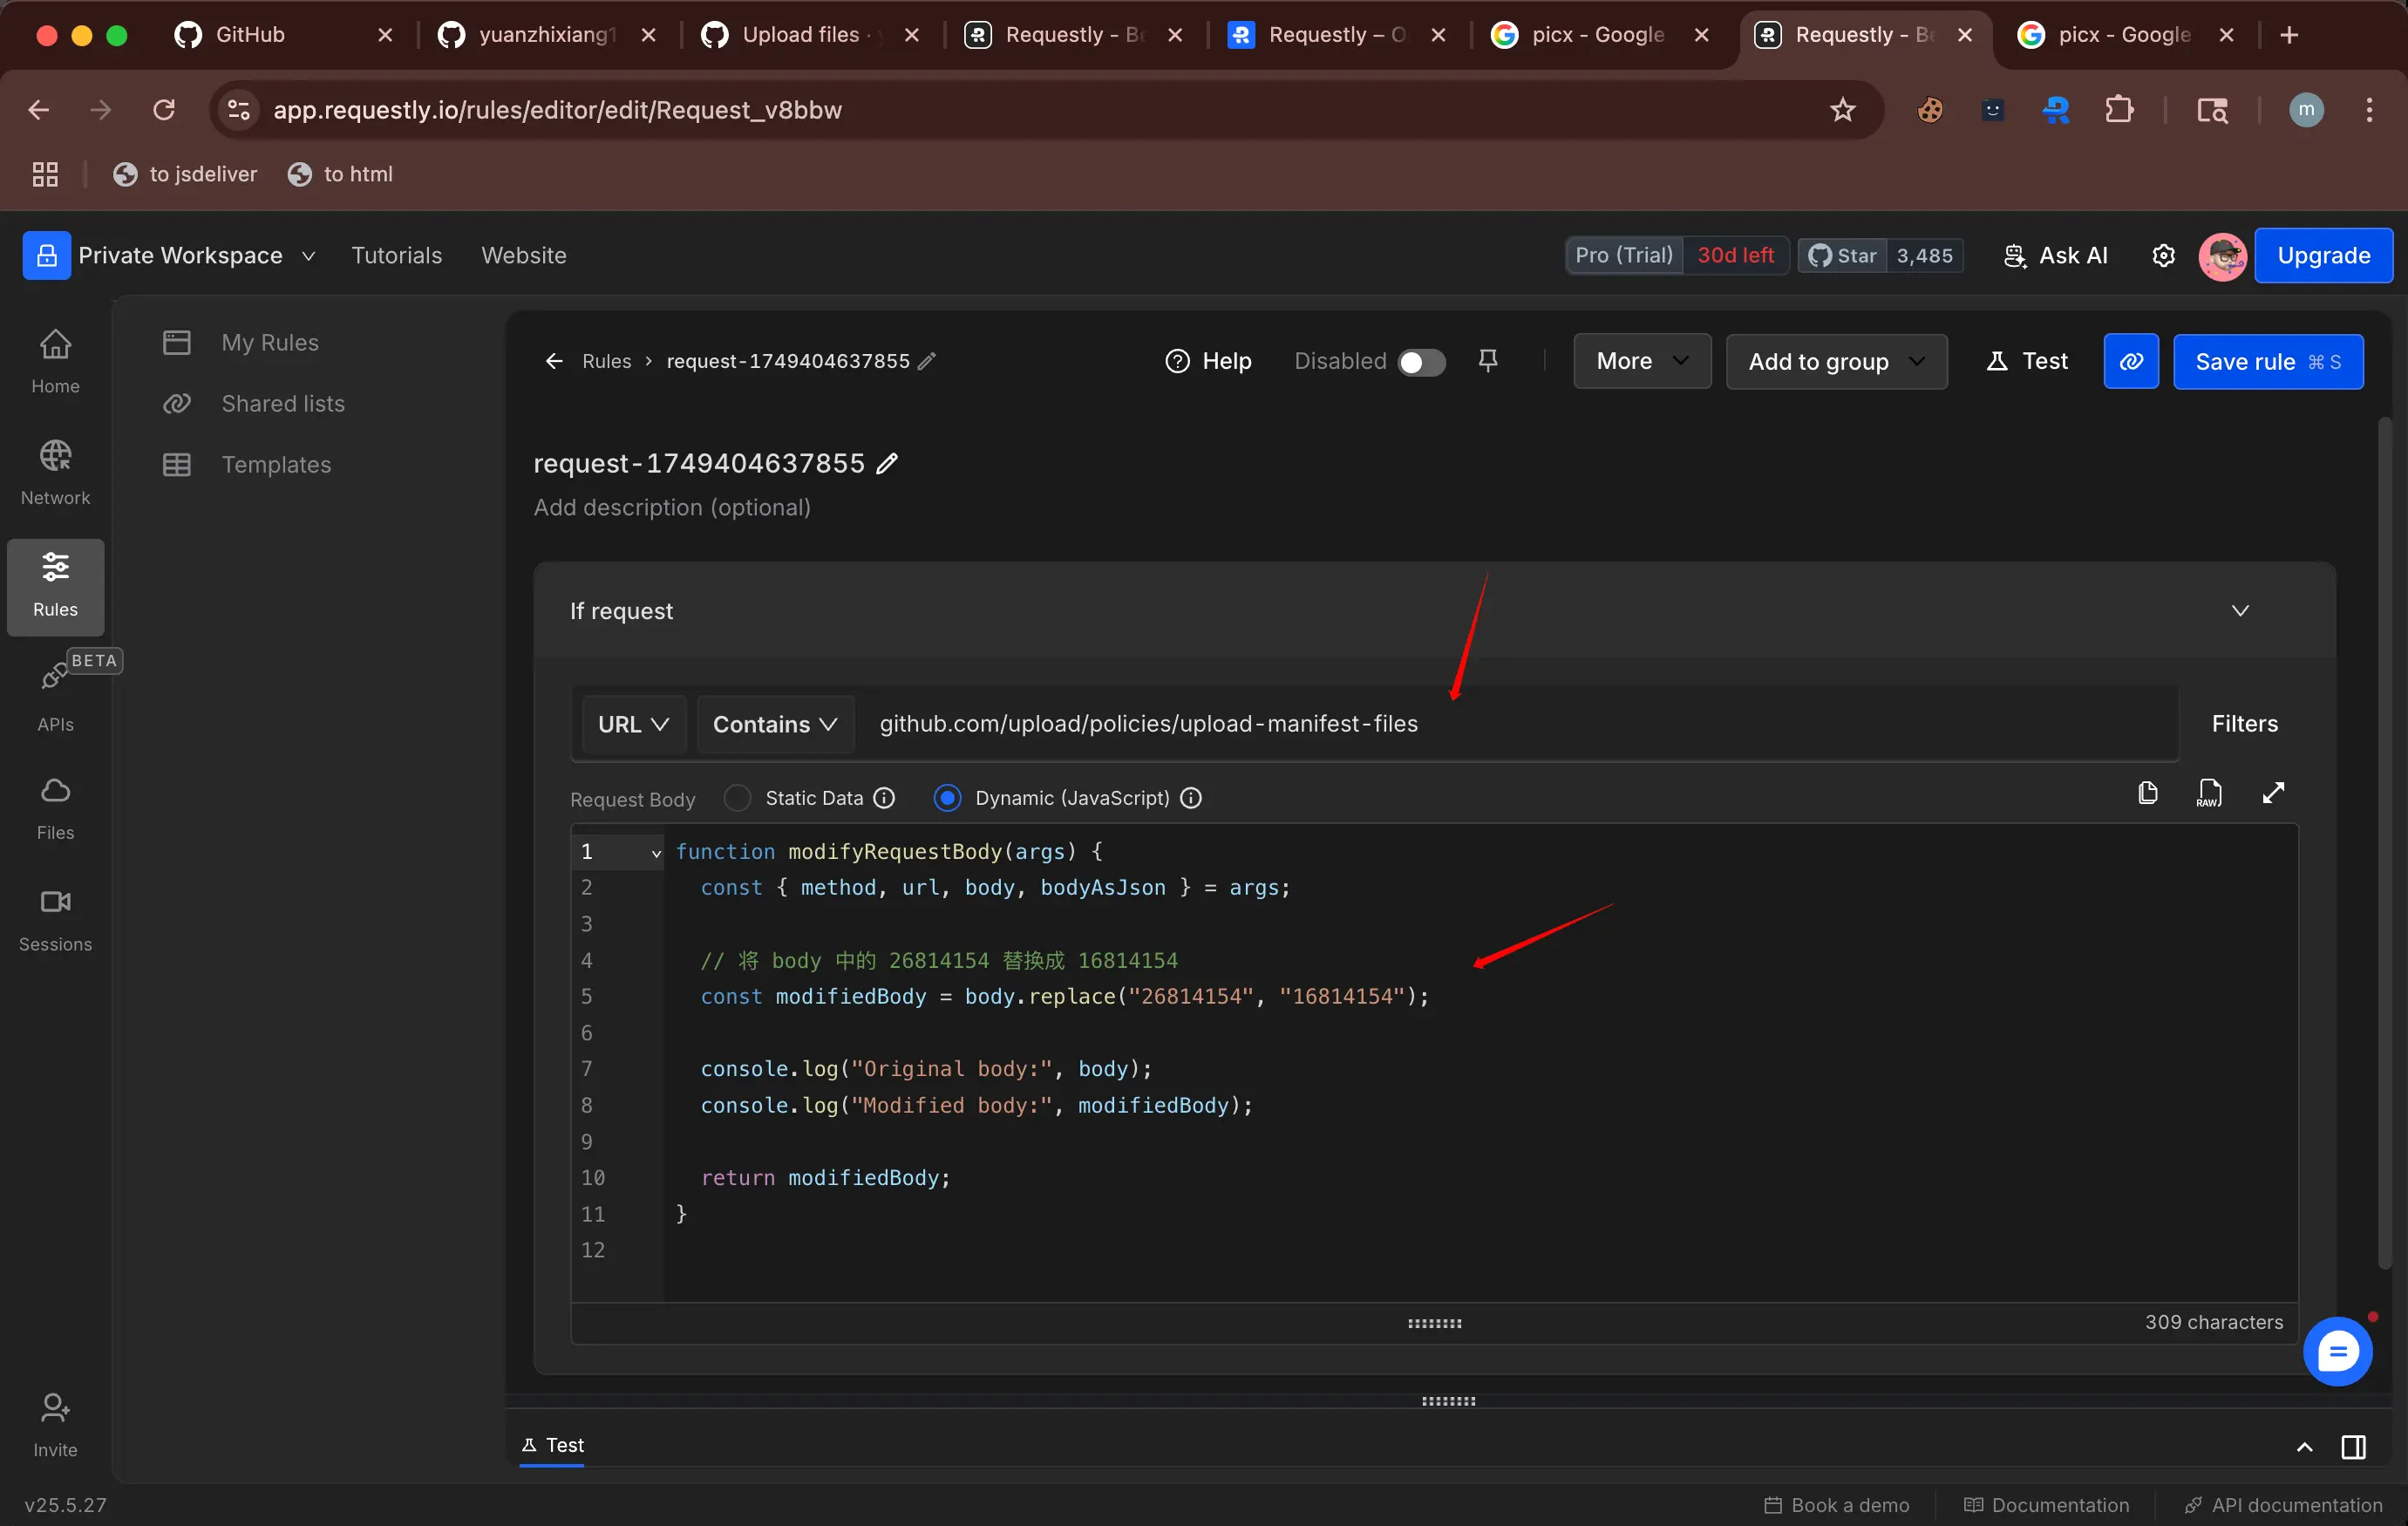 GitHub
yuanzhixiang1
Upload files ·
Requestly - Be
Requestly – O
picx - Google
Requestly - Be
picx - Google
app.requestly.io/rules/editor/edit/Request_v8bbw
m
to jsdeliver
to html
Private Workspace
Tutorials
Website
Pro (Trial)
30d left
Star
3,485
Ask AI
Upgrade
Home
Network
Rules
BETA
APIs
Files
Sessions
Invite
My Rules
Shared lists
Templates
Rules › request-1749404637855
Help
Disabled
More
Add to group
Test
Save rule ⌘ S
request-1749404637855
Add description (optional)
If request
URL
Contains
github.com/upload/policies/upload-manifest-files
Filters
Request Body
Static Data
Dynamic (JavaScript)
RAW
1 function modifyRequestBody(args) {
2 const { method, url, body, bodyAsJson } = args;
3
4 // 将 body 中的 26814154 替换成 16814154
5 const modifiedBody = body.replace("26814154", "16814154");
6
7 console.log("Original body:", body);
8 console.log("Modified body:", modifiedBody);
9
10 return modifiedBody;
11 }
12
309 characters
Test
v25.5.27
Book a demo
Documentation
API documentation